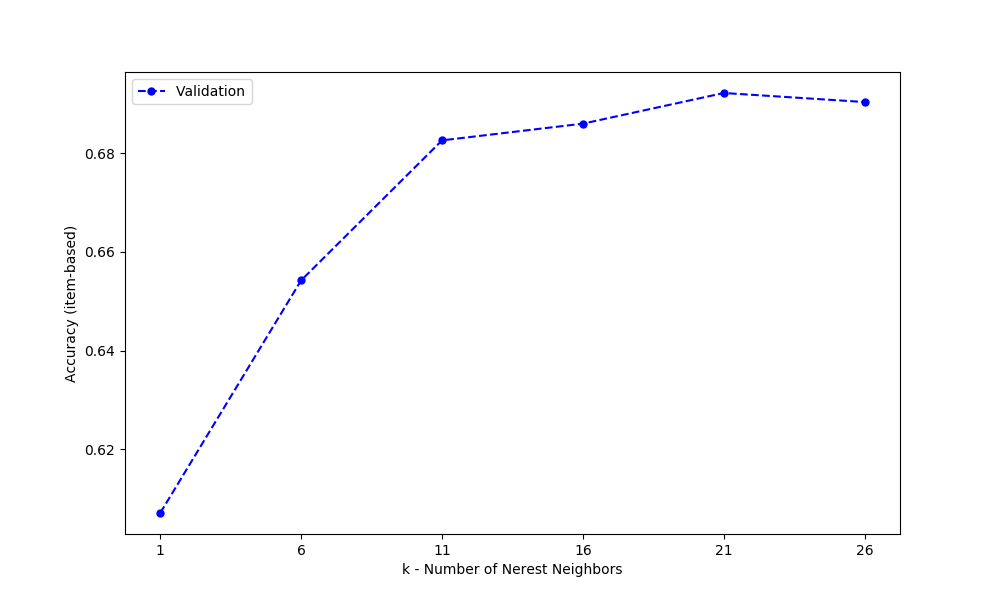 Validation
0.68
0.66
0.64
0.62
Accuracy (item-based)
1 6 11 16 21 26
k - Number of Nerest Neighbors